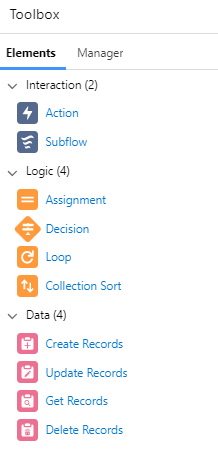 Toolbox
Elements Manager
Interaction (2)
Action
Subflow
Logic (4)
Assignment
Decision
Loop
Collection Sort
Data (4)
Create Records
Update Records
Get Records
Delete Records